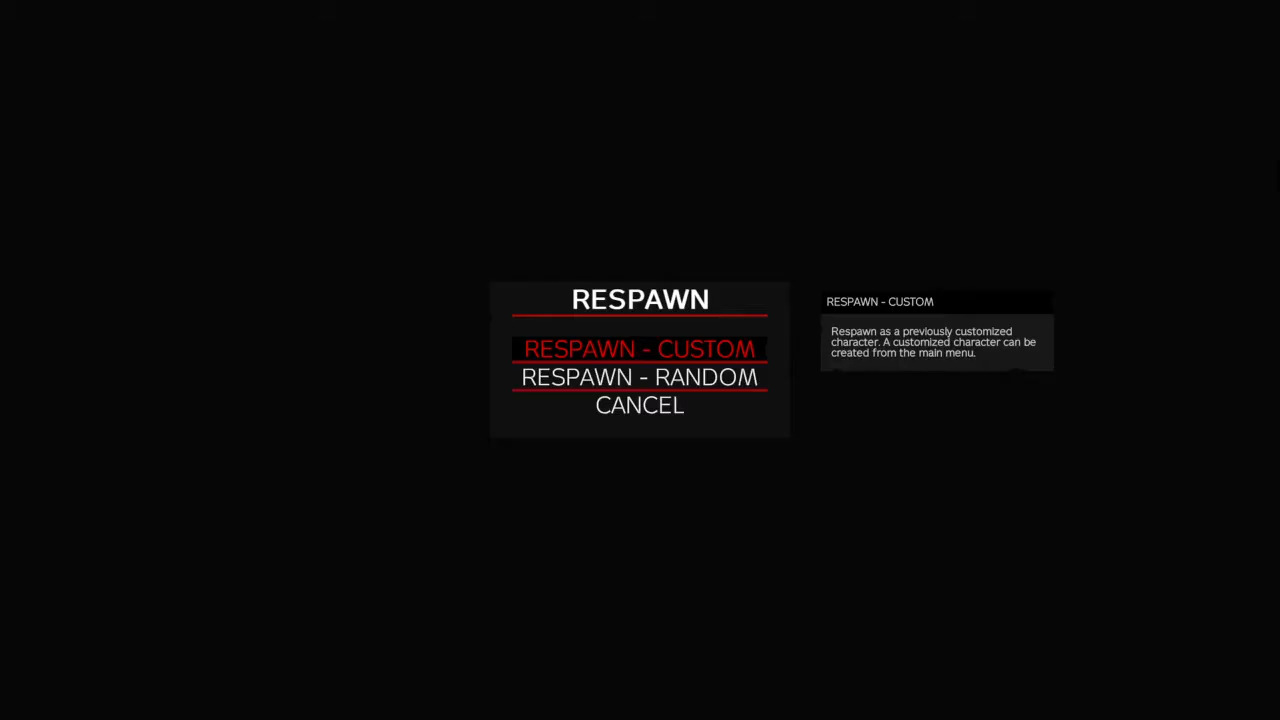 RESPAWN
RESPAWN - CUSTOM
RESPAWN - RANDOM
CANCEL
RESPAWN - CUSTOM
Respawn as a previously customized
character. A customized character can be
created from the main menu.